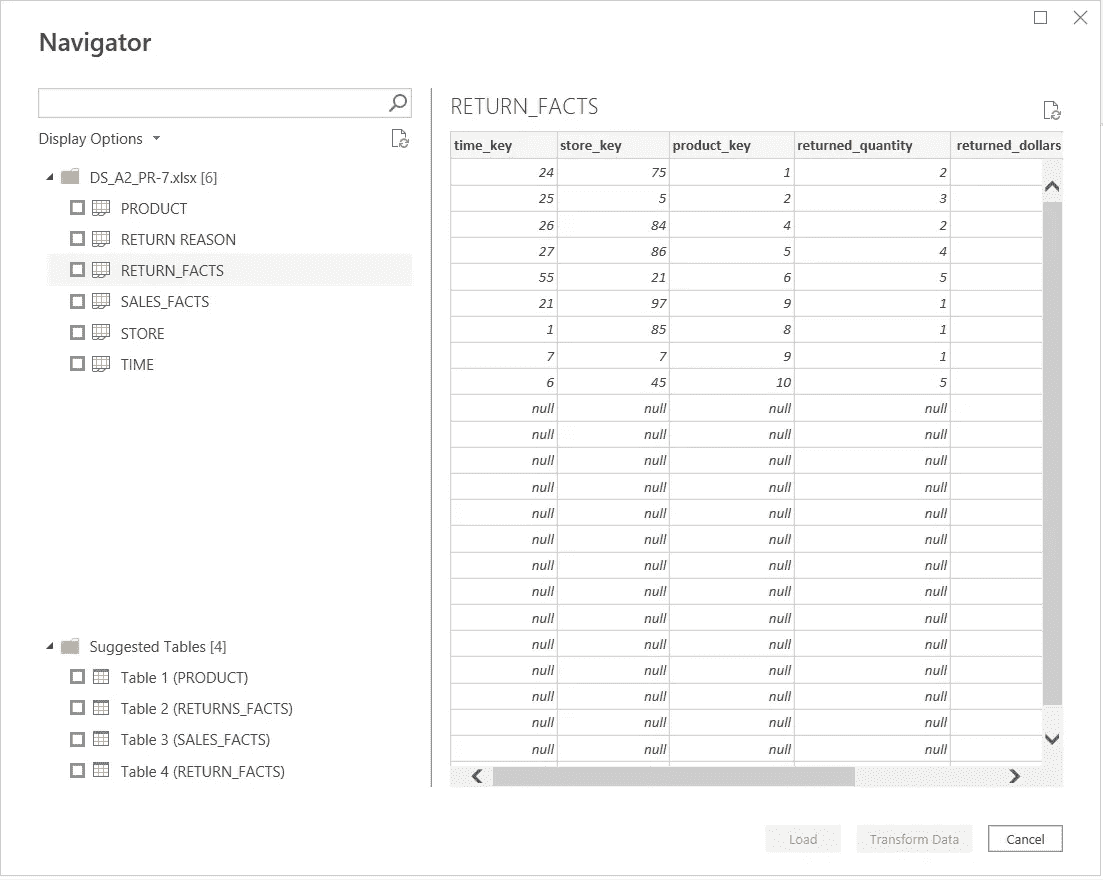 Navigator
Display Options
DS_A2_PR-7.xlsx [6]
PRODUCT
RETURN REASON
RETURN_FACTS
SALES_FACTS
STORE
TIME
Suggested Tables [4]
Table 1 (PRODUCT)
Table 2 (RETURNS_FACTS)
Table 3 (SALES_FACTS)
Table 4 (RETURN_FACTS)
RETURN_FACTS
time_key store_key product_key returned_quantity returned_dollars
24 75 1 2
25 5 2 3
26 84 4 2
27 86 5 4
55 21 6 5
21 97 9 1
1 85 8 1
7 7 9 1
6 45 10 5
null null null null
null null null null
null null null null
null null null null
null null null null
null null null null
null null null null
null null null null
null null null null
null null null null
null null null null
null null null null
null null null null
null null null null
Load Transform Data Cancel